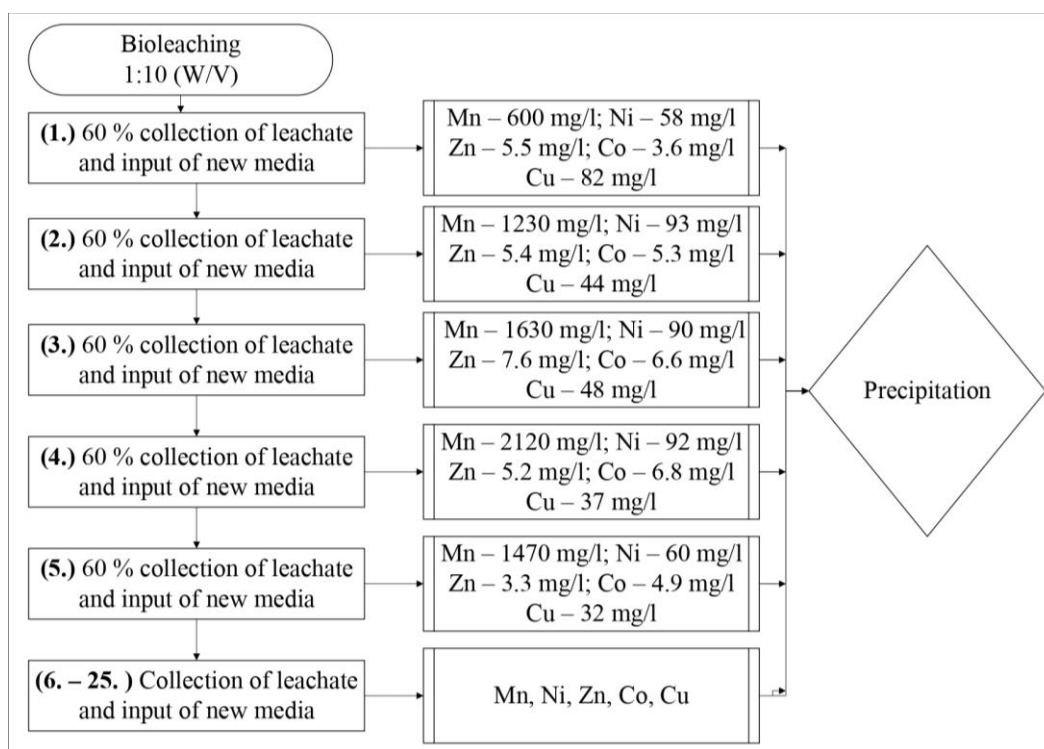 Bioleaching
1:10 (W/V)
(1.) 60 % collection of leachate
and input of new media
Mn – 600 mg/l; Ni – 58 mg/l
Zn – 5.5 mg/l; Co – 3.6 mg/l
Cu – 82 mg/l
(2.) 60 % collection of leachate
and input of new media
Mn – 1230 mg/l; Ni – 93 mg/l
Zn – 5.4 mg/l; Co – 5.3 mg/l
Cu – 44 mg/l
(3.) 60 % collection of leachate
and input of new media
Mn – 1630 mg/l; Ni – 90 mg/l
Zn – 7.6 mg/l; Co – 6.6 mg/l
Cu – 48 mg/l
Precipitation
(4.) 60 % collection of leachate
and input of new media
Mn – 2120 mg/l; Ni – 92 mg/l
Zn – 5.2 mg/l; Co – 6.8 mg/l
Cu – 37 mg/l
(5.) 60 % collection of leachate
and input of new media
Mn – 1470 mg/l; Ni – 60 mg/l
Zn – 3.3 mg/l; Co – 4.9 mg/l
Cu – 32 mg/l
(6. – 25. ) Collection of leachate
and input of new media
Mn, Ni, Zn, Co, Cu